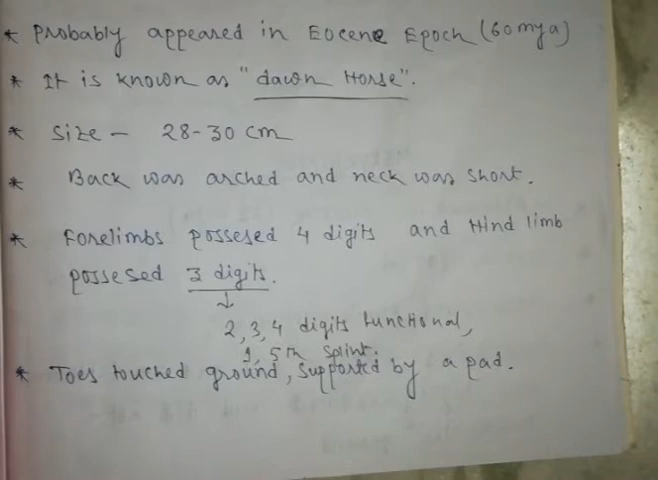 * Probably appeared in Eocene Epoch (60mya)
* It is known as "dawn Horse".
* Size - 28-30 cm
* Back was arched and neck was short.
* Forelimbs possesed 4 digits and Hind limb
possesed 3 digits.
↓
2, 3, 4 digits functional,
1, 5th splint.
* Toes touched ground, supported by a pad.